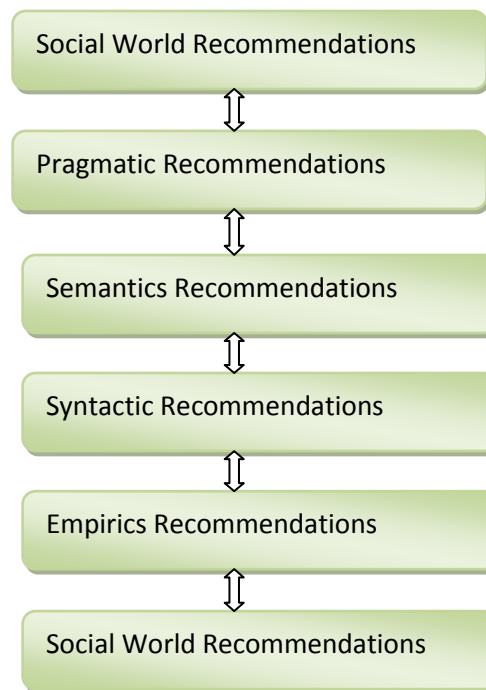 Social World Recommendations
Pragmatic Recommendations
Semantics Recommendations
Syntactic Recommendations
Empirics Recommendations
Social World Recommendations